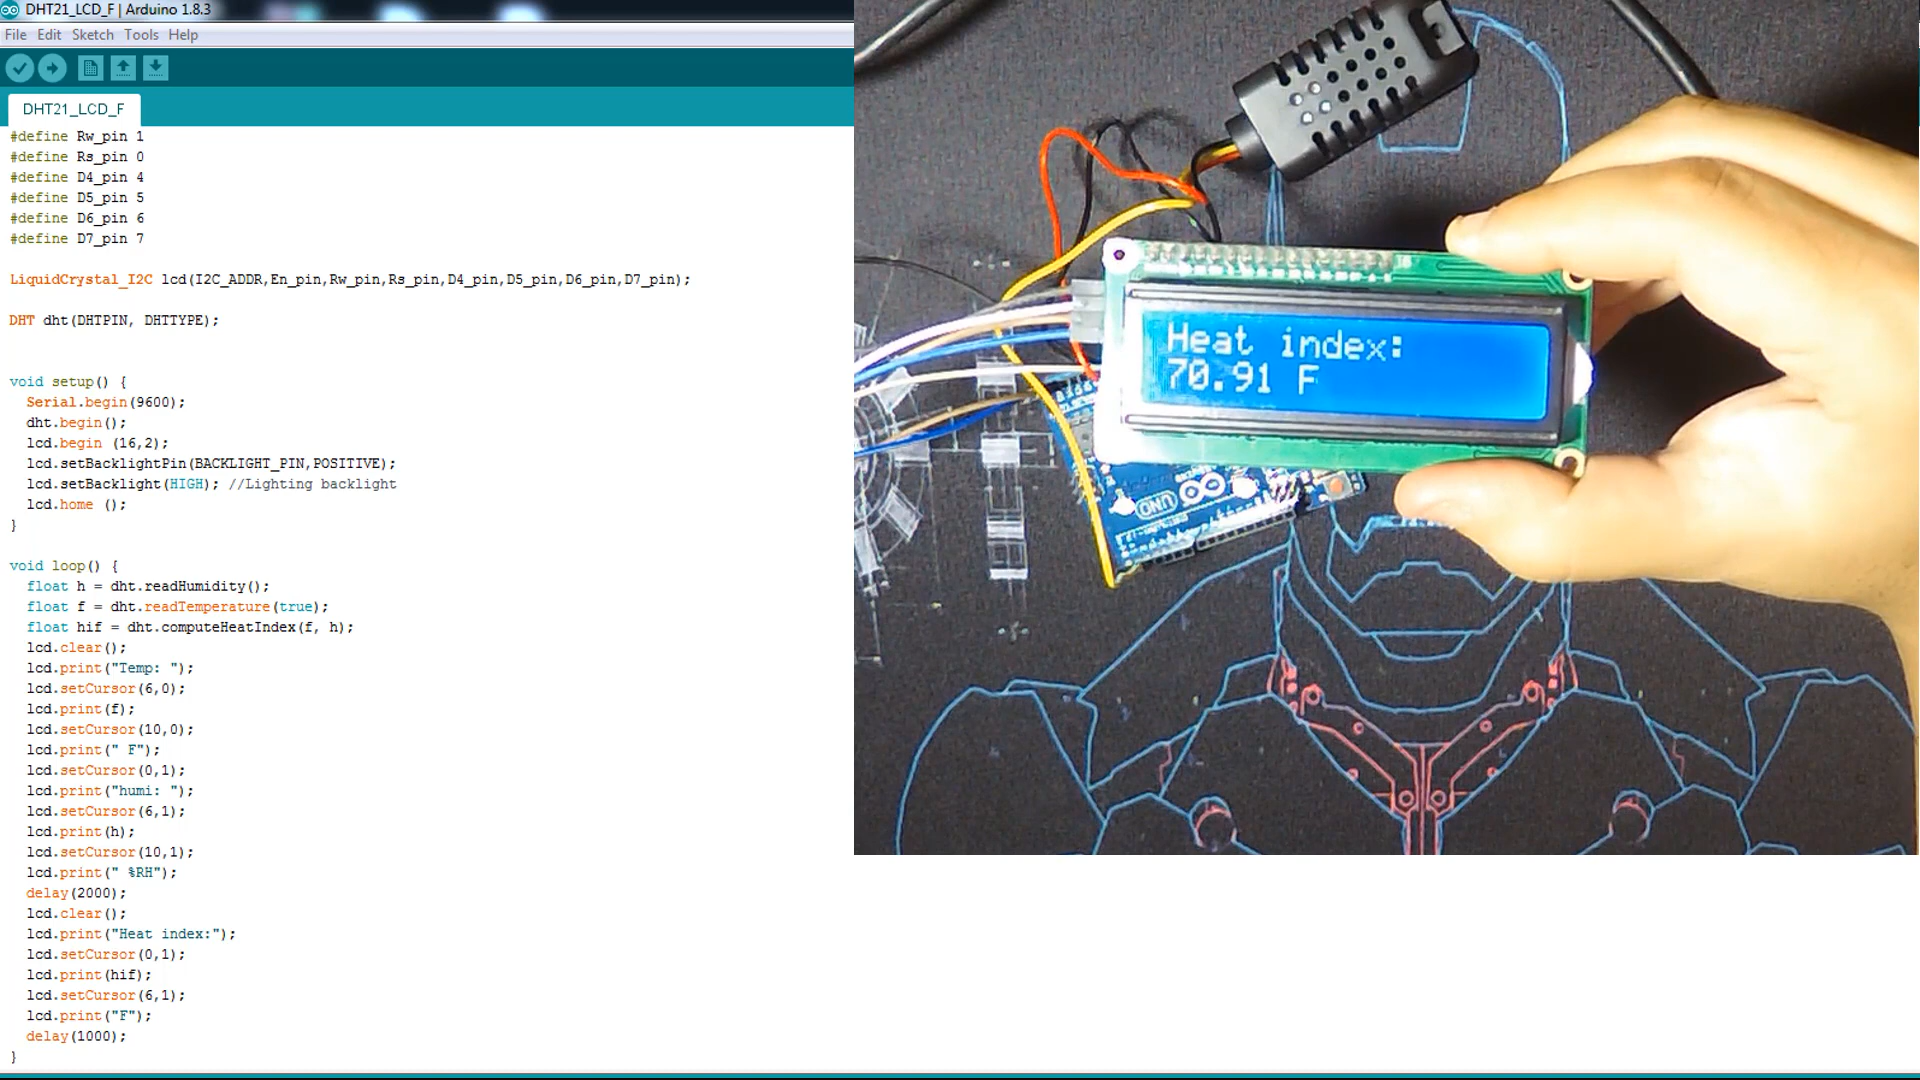 DHT21_LCD_F | Arduino 1.8.3
File Edit Sketch Tools Help
DHT21_LCD_F
#define Rw_pin 1
#define Rs_pin 0
#define D4_pin 4
#define D5_pin 5
#define D6_pin 6
#define D7_pin 7
LiquidCrystal_I2C lcd(I2C_ADDR,En_pin,Rw_pin,Rs_pin,D4_pin,D5_pin,D6_pin,D7_pin);
DHT dht(DHTPIN, DHTTYPE);
void setup() {
Serial.begin(9600);
dht.begin();
lcd.begin (16,2);
lcd.setBacklightPin(BACKLIGHT_PIN,POSITIVE);
lcd.setBacklight(HIGH); //Lighting backlight
lcd.home ();
}
void loop() {
float h = dht.readHumidity();
float f = dht.readTemperature(true);
float hif = dht.computeHeatIndex(f, h);
lcd.clear();
lcd.print("Temp: ");
lcd.setCursor(6,0);
lcd.print(f);
lcd.setCursor(10,0);
lcd.print(" F");
lcd.setCursor(0,1);
lcd.print("humi: ");
lcd.setCursor(6,1);
lcd.print(h);
lcd.setCursor(10,1);
lcd.print(" %RH");
delay(2000);
lcd.clear();
lcd.print("Heat index:");
lcd.setCursor(0,1);
lcd.print(hif);
lcd.setCursor(6,1);
lcd.print("F");
delay(1000);
}
Heat index:
70.91 F
UNO